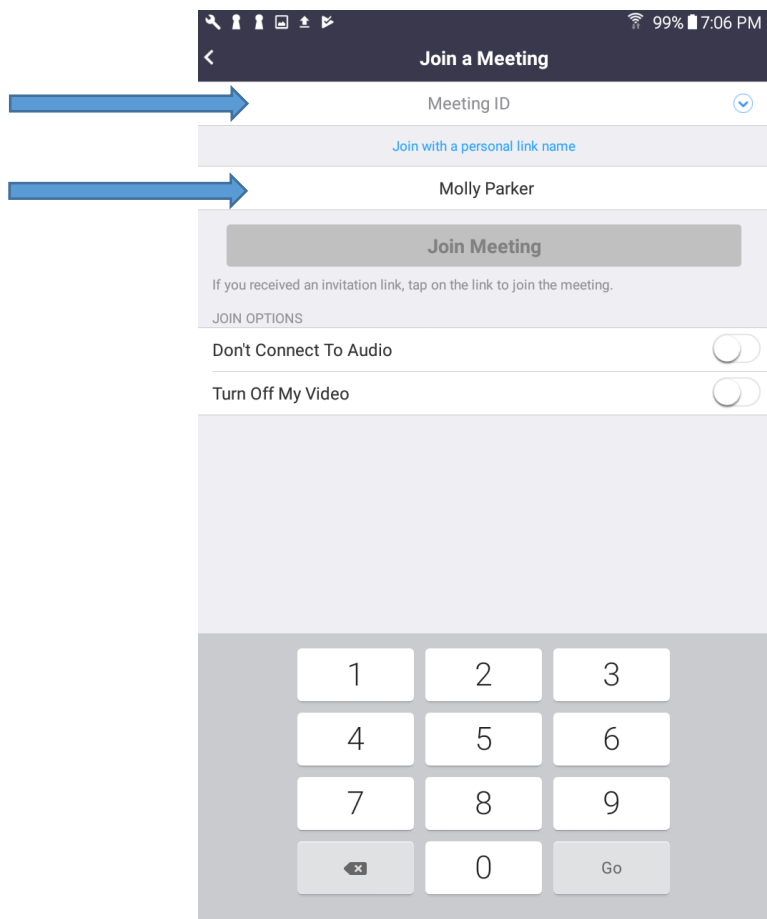 99% 7:06 PM
Join a Meeting
Meeting ID
Join with a personal link name
Molly Parker
Join Meeting
If you received an invitation link, tap on the link to join the meeting.
JOIN OPTIONS
Don't Connect To Audio
Turn Off My Video
1 2 3
4 5 6
7 8 9
0 Go